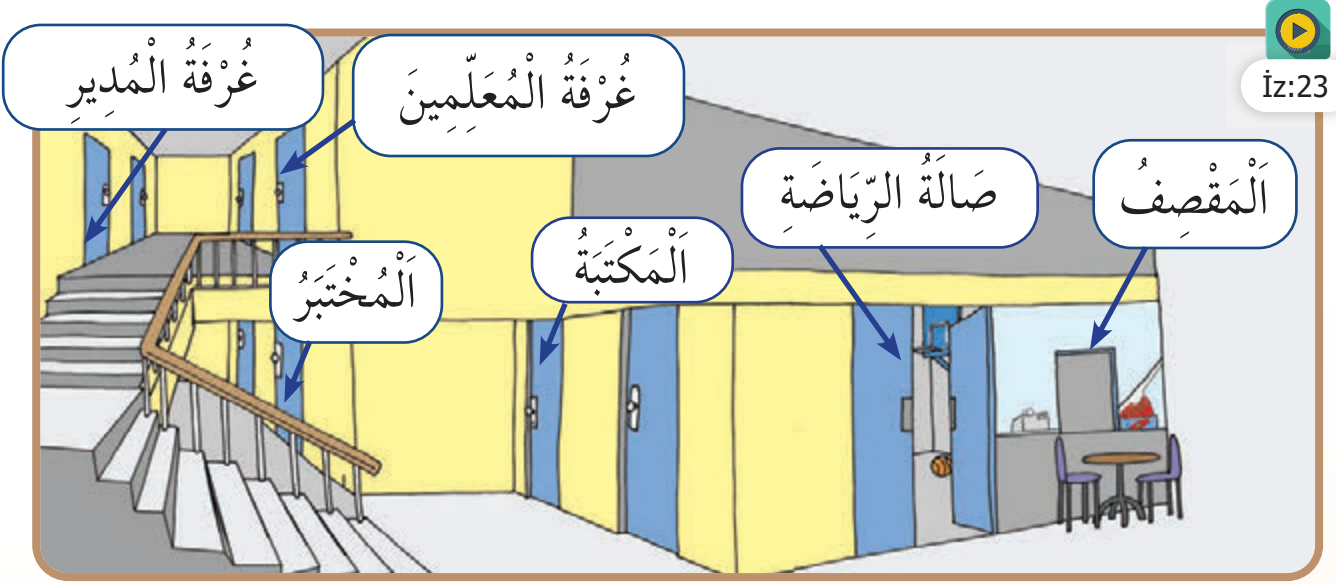 İz:23
غُرْفَةُ الْمُدِيرِ
غُرْفَةُ الْمُعَلِّمِينَ
صَالَةُ الرِّيَاضَةِ
اَلْمَقْصِفُ
اَلْمَكْتَبَةُ
اَلْمُخْتَبَرُ